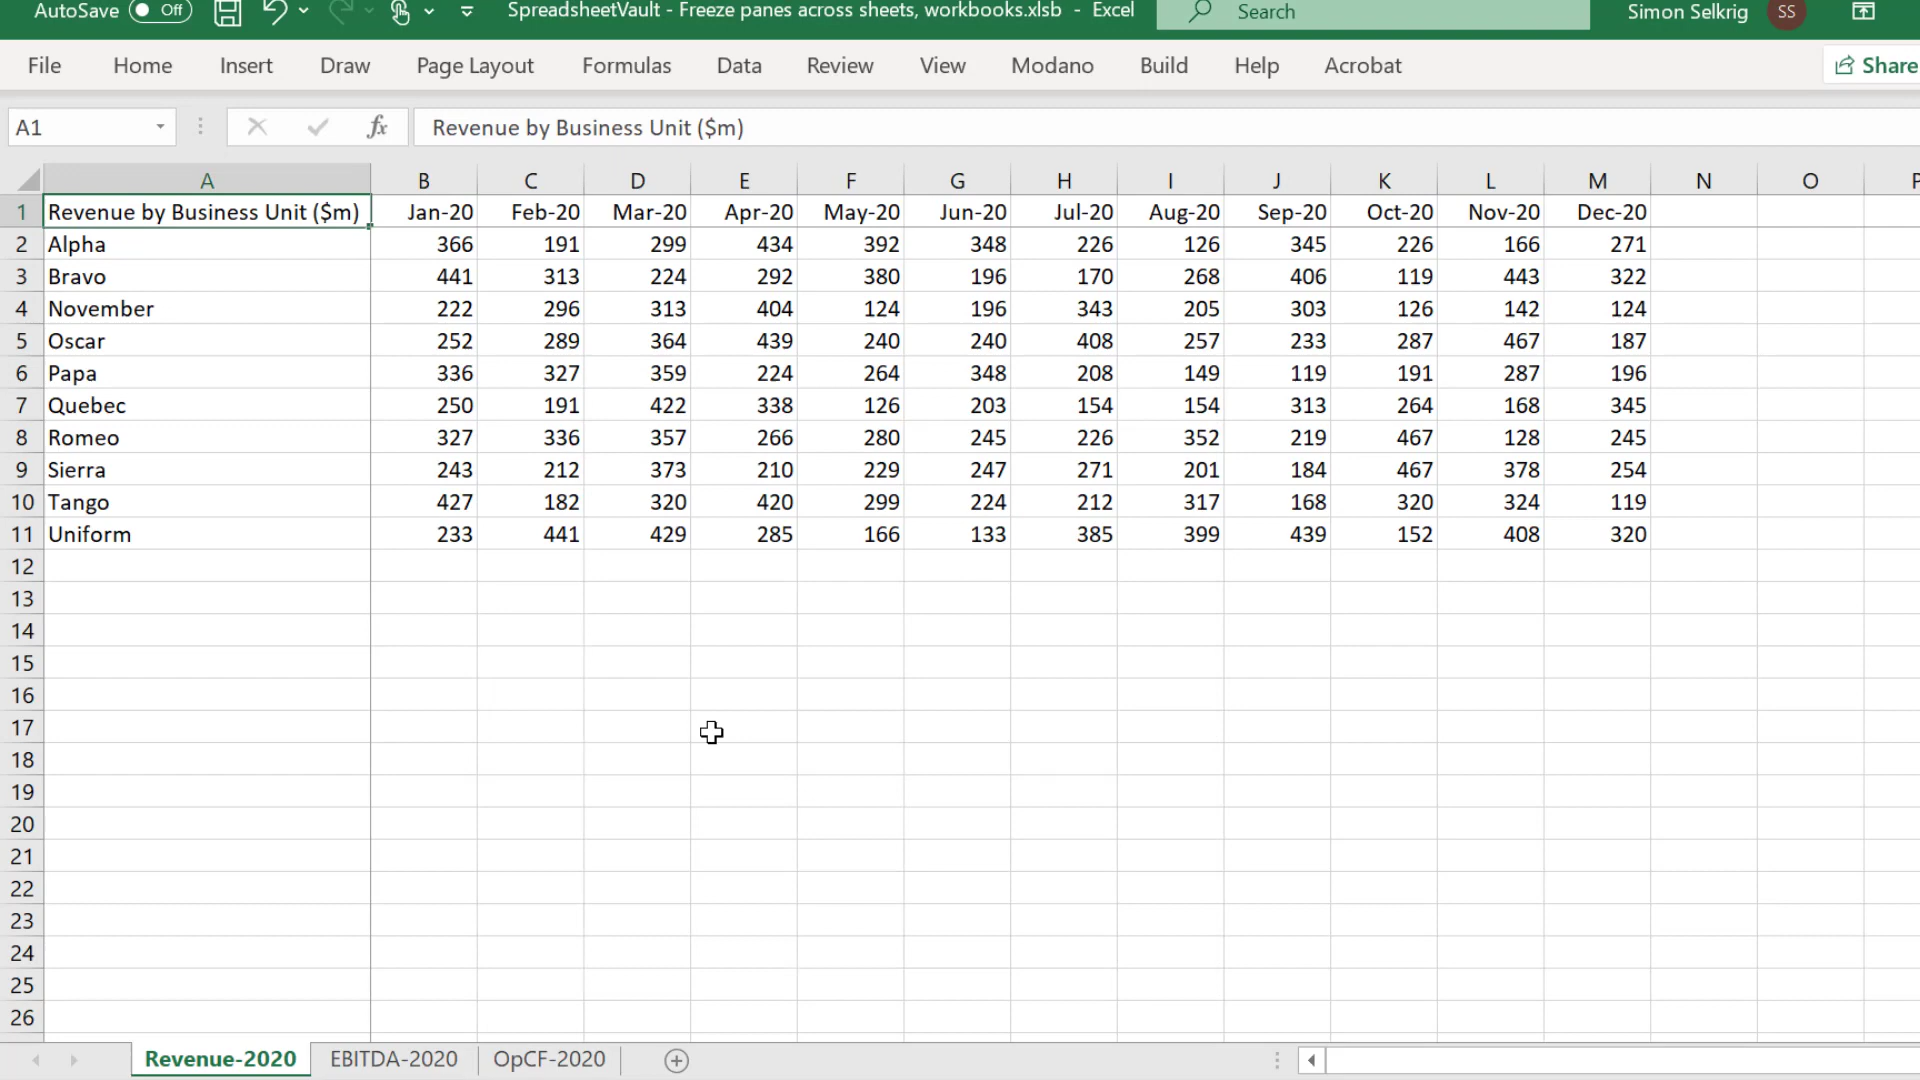 AutoSave Off SpreadsheetVault - Freeze panes across sheets, workbooks.xlsb - Excel Search Simon Selkrig SS
File Home Insert Draw Page Layout Formulas Data Review View Modano Build Help Acrobat Share
A1 fx Revenue by Business Unit ($m)
A B C D E F G H I J K L M N O P
1 Revenue by Business Unit ($m) Jan-20 Feb-20 Mar-20 Apr-20 May-20 Jun-20 Jul-20 Aug-20 Sep-20 Oct-20 Nov-20 Dec-20
2 Alpha 366 191 299 434 392 348 226 126 345 226 166 271
3 Bravo 441 313 224 292 380 196 170 268 406 119 443 322
4 November 222 296 313 404 124 196 343 205 303 126 142 124
5 Oscar 252 289 364 439 240 240 408 257 233 287 467 187
6 Papa 336 327 359 224 264 348 208 149 119 191 287 196
7 Quebec 250 191 422 338 126 203 154 154 313 264 168 345
8 Romeo 327 336 357 266 280 245 226 352 219 467 128 245
9 Sierra 243 212 373 210 229 247 271 201 184 467 378 254
10 Tango 427 182 320 420 299 224 212 317 168 320 324 119
11 Uniform 233 441 429 285 166 133 385 399 439 152 408 320
12
13
14
15
16
17
18
19
20
21
22
23
24
25
26
Revenue-2020 EBITDA-2020 OpCF-2020